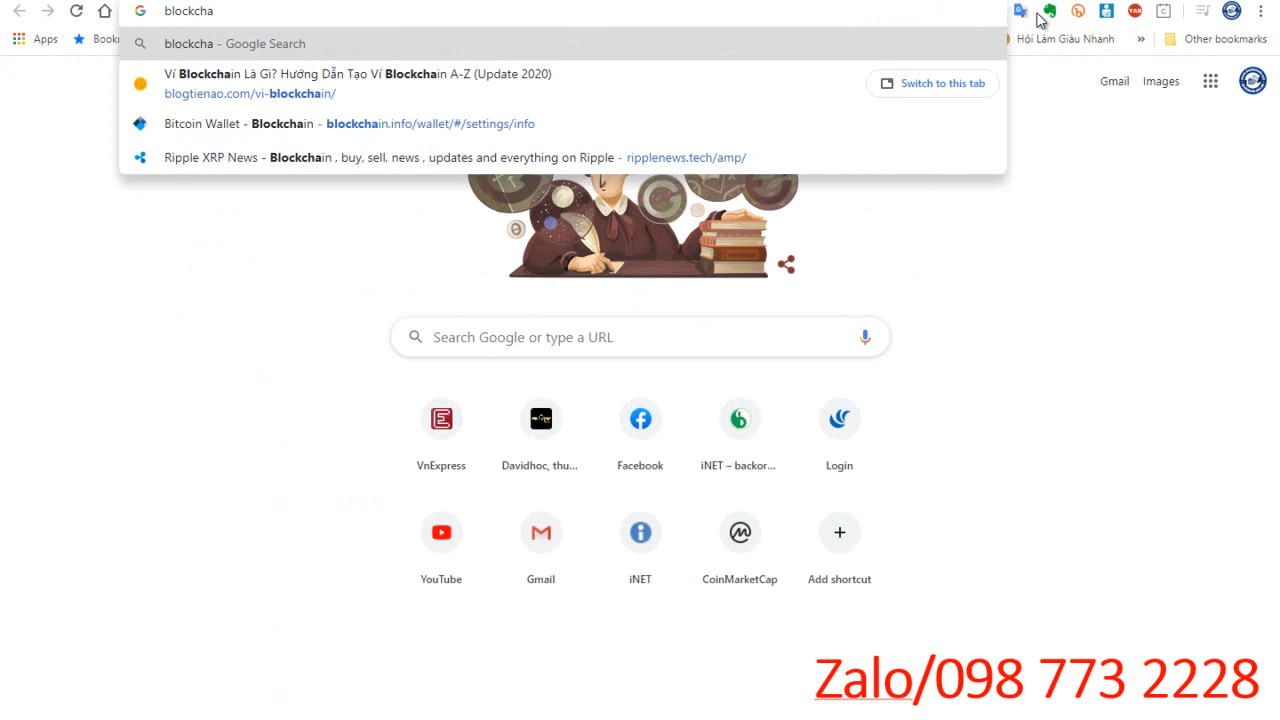 blockcha
Apps
Book
Hội Làm Giàu Nhanh
»
Other bookmarks
blockcha - Google Search
Ví Blockchain Là Gì? Hướng Dẫn Tạo Ví Blockchain A-Z (Update 2020)
blogtienao.com/vi-blockchain/
Switch to this tab
Bitcoin Wallet - Blockchain - blockchain.info/wallet/#/settings/info
Ripple XRP News - Blockchain , buy, sell, news , updates and everything on Ripple - ripplenews.tech/amp/
Gmail
Images
Search Google or type a URL
VnExpress
Davidhoc, thu...
Facebook
iNET – backor...
Login
YouTube
Gmail
iNET
CoinMarketCap
Add shortcut
Zalo/098 773 2228